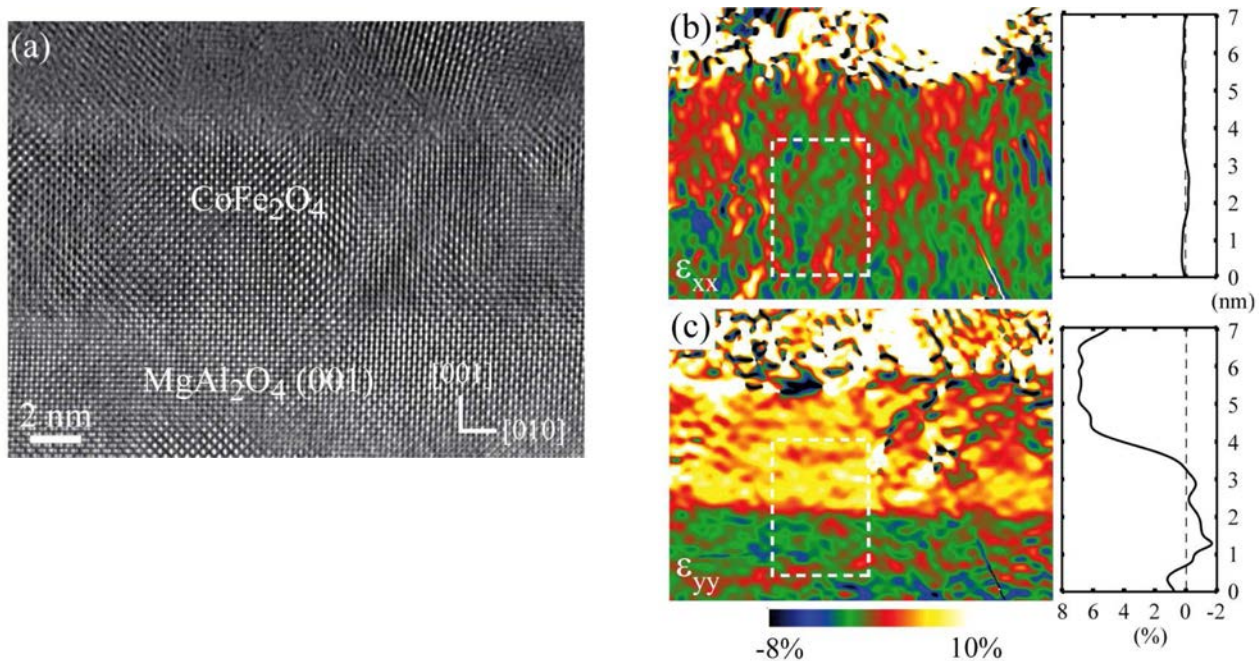 (a)
CoFe₂O₄
MgAl₂O₄ (001)
[001]
[010]
2 nm
(b)
εxx
7
6
5
4
3
2
1
0
(nm)
(c)
εyy
7
6
5
4
3
2
1
0
8 6 4 2 0 -2
(%)
-8% 10%